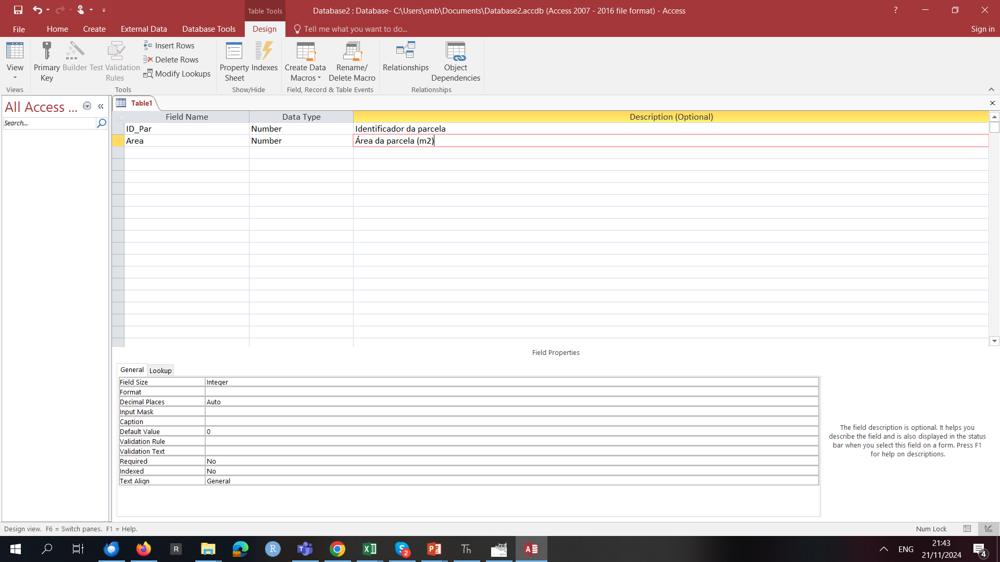 Table Tools
Database2 : Database- C:\Users\smb\Documents\Database2.accdb (Access 2007 - 2016 file format) - Access
?
File
Home
Create
External Data
Database Tools
Design
Tell me what you want to do...
Sign in
View
Primary
Key
Builder
Test Validation
Rules
Insert Rows
Delete Rows
Modify Lookups
Property
Sheet
Indexes
Create Data
Macros
Rename/
Delete Macro
Relationships
Object
Dependencies
Views
Tools
Show/Hide
Field, Record & Table Events
Relationships
All Access ...
Search...
Table1
Field Name
Data Type
Description (Optional)
ID_Par
Number
Identificador da parcela
Area
Number
Área da parcela (m2)
Field Properties
General
Lookup
Field Size
Integer
Format
Decimal Places
Auto
Input Mask
Caption
Default Value
0
Validation Rule
Validation Text
Required
No
Indexed
No
Text Align
General
The field description is optional. It helps you
describe the field and is also displayed in the status
bar when you select this field on a form. Press F1
for help on descriptions.
Design view. F6 = Switch panes. F1 = Help.
Num Lock
R
R
T
X
S
2
P
Th
A
ENG
21:43
21/11/2024
4